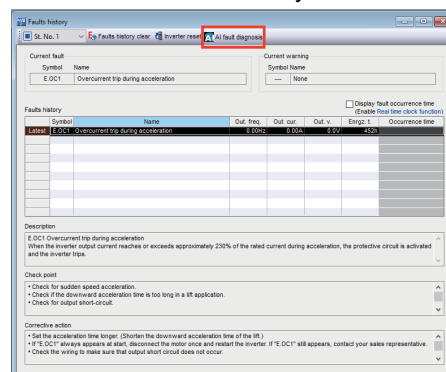 Faults history
St. No. 1 Faults history clear Inverter reset AI fault diagnosis
Current fault Current warning
Symbol Name Symbol Name
E.OC1 Overcurrent trip during acceleration --- None
Display fault occurrence time
Faults history (Enable Real time clock function)
Symbol Name Out. freq. Out. cur. Out. v. Enrgz. t. Occurrence time
Latest E.OC1 Overcurrent trip during acceleration 0.00Hz 0.00A 0.0V 452h
Description
E.OC1 Overcurrent trip during acceleration
When the inverter output current reaches or exceeds approximately 230% of the rated current during acceleration, the protective circuit is activated
and the inverter trips.
Check point
• Check for sudden speed acceleration.
• Check if the downward acceleration time is too long in a lift application.
• Check for output short-circuit.
Corrective action
• Set the acceleration time longer. (Shorten the downward acceleration time of the lift.)
• If "E.OC1" always appears at start, disconnect the motor once and restart the inverter. If "E.OC1" still appears, contact your sales representative.
• Check the wiring to make sure that output short circuit does not occur.